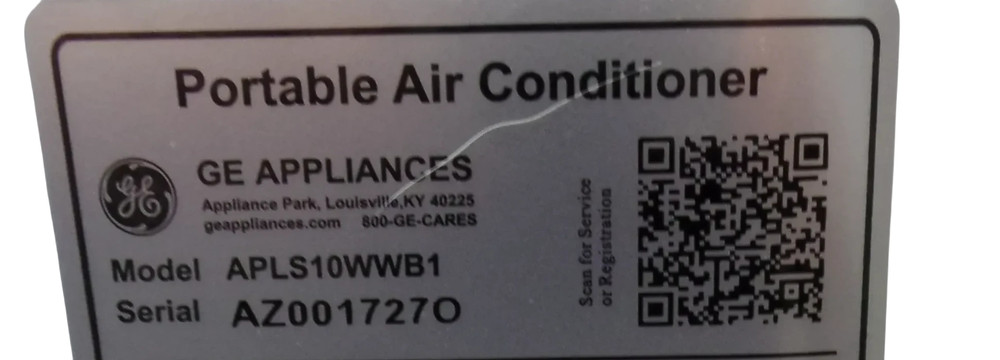 Portable Air Conditioner
GE
GE APPLIANCES
Appliance Park, Louisville,KY 40225
geappliances.com 800-GE-CARES
Model APLS10WWB1
Serial AZ001727O
Scan for Service
or Registration